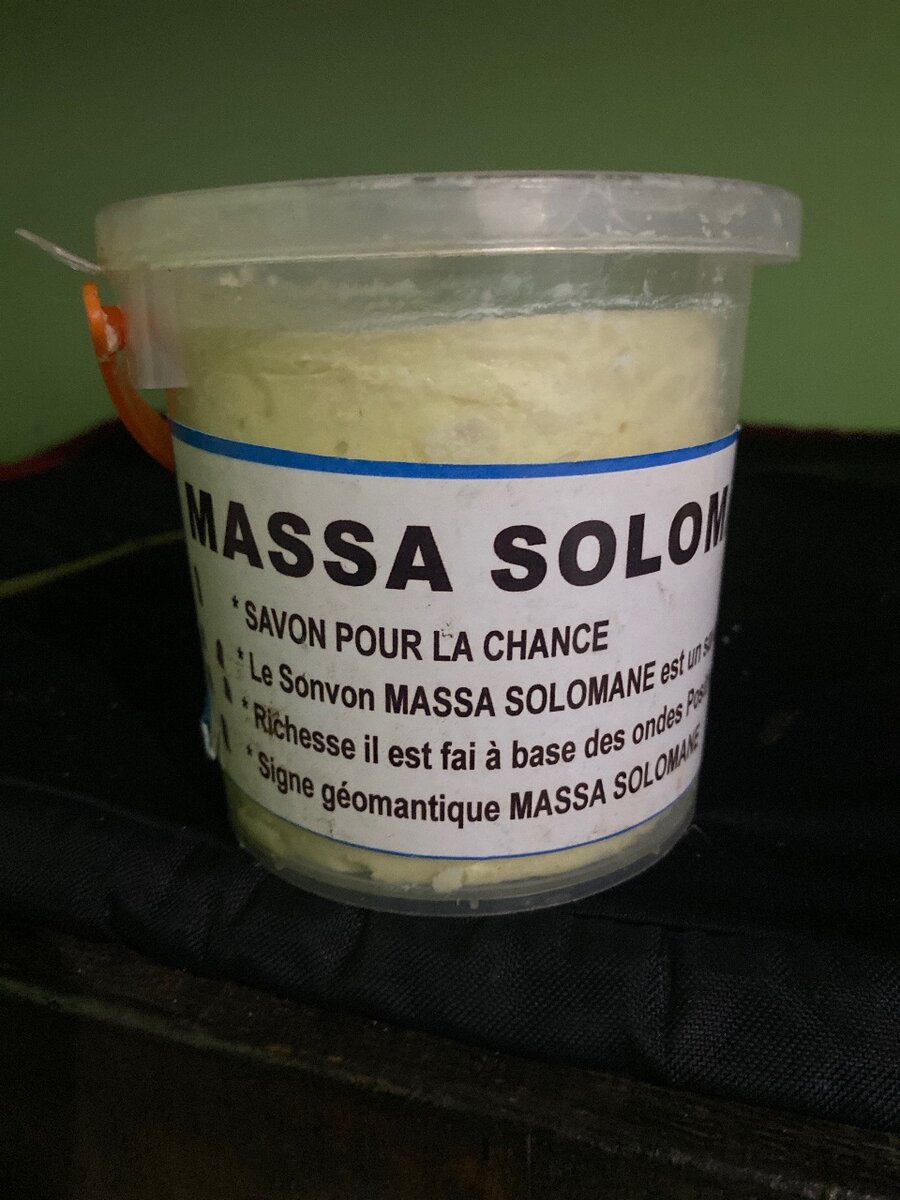 MASSA SOLOM
* SAVON POUR LA CHANCE
* Le Sonvon MASSA SOLOMANE est un
* Richesse il est fai à base des ondes
* Signe géomantique MASSA SOLOMANE